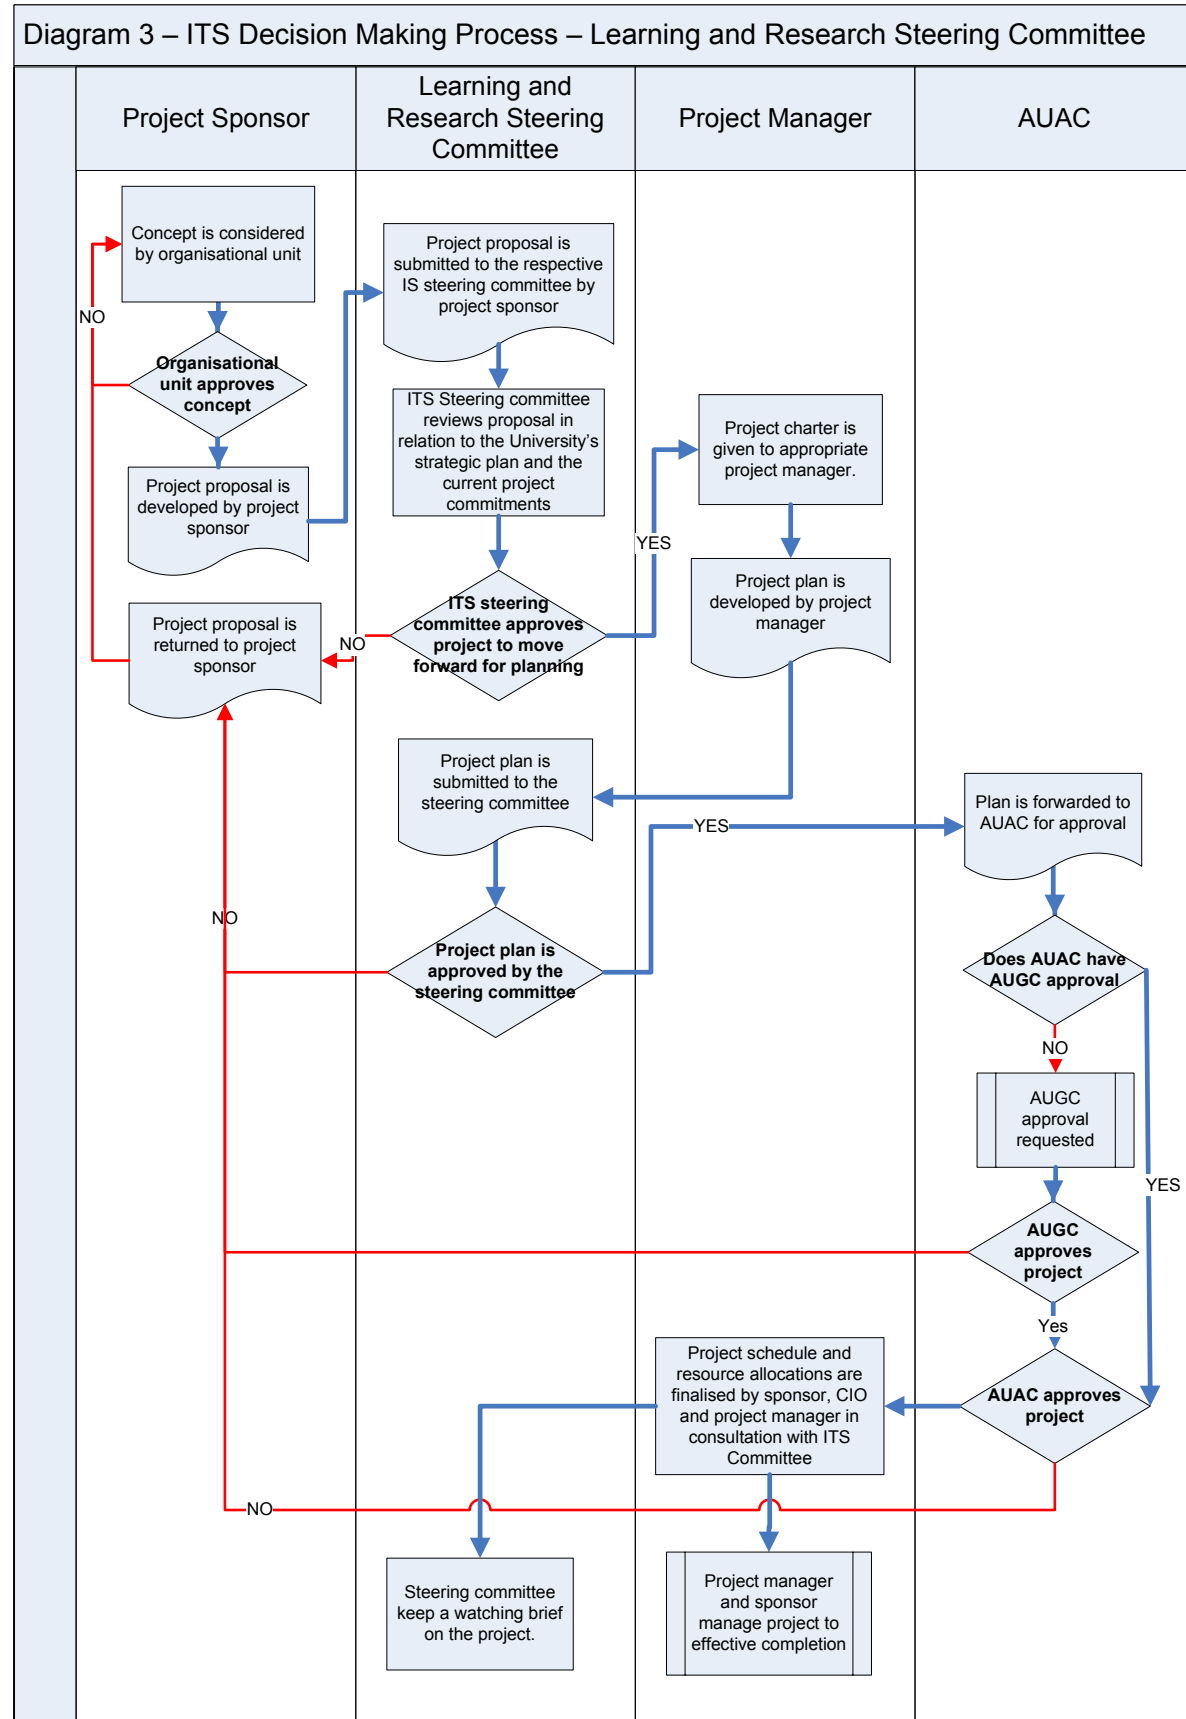 Diagram 3 – ITS Decision Making Process – Learning and Research Steering Committee
Project Sponsor
Learning and
Research Steering
Committee
Project Manager
AUAC
Concept is considered
by organisational unit
NO
Organisational
unit approves
concept
Project proposal is
developed by project
sponsor
Project proposal is
returned to project
sponsor
Project proposal is
submitted to the respective
IS steering committee by
project sponsor
ITS Steering committee
reviews proposal in
relation to the University's
strategic plan and the
current project
commitments
ITS steering
committee approves
project to move
forward for planning
NO
YES
Project charter is
given to appropriate
project manager.
Project plan is
developed by project
manager
Project plan is
submitted to the
steering committee
Project plan is
approved by the
steering committee
NO
YES
Plan is forwarded to
AUAC for approval
Does AUAC have
AUGC approval
NO
YES
AUGC
approval
requested
AUGC
approves
project
Yes
AUAC approves
project
NO
Project schedule and
resource allocations are
finalised by sponsor, CIO
and project manager in
consultation with ITS
Committee
Steering committee
keep a watching brief
on the project.
Project manager
and sponsor
manage project to
effective completion